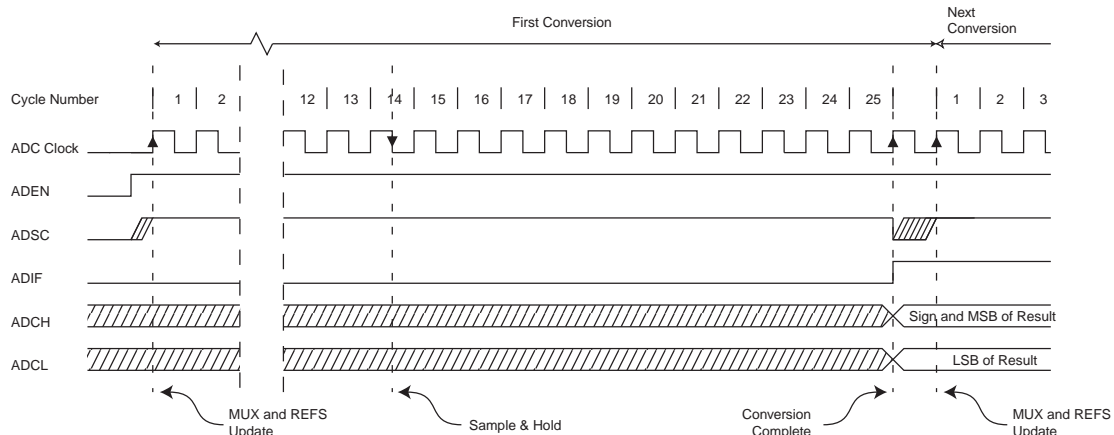 First Conversion
Next
Conversion
Cycle Number 1 2 12 13 14 15 16 17 18 19 20 21 22 23 24 25 1 2 3
ADC Clock
ADEN
ADSC
ADIF
ADCH Sign and MSB of Result
ADCL LSB of Result
MUX and REFS
Update
Sample & Hold
Conversion
Complete
MUX and REFS
Update